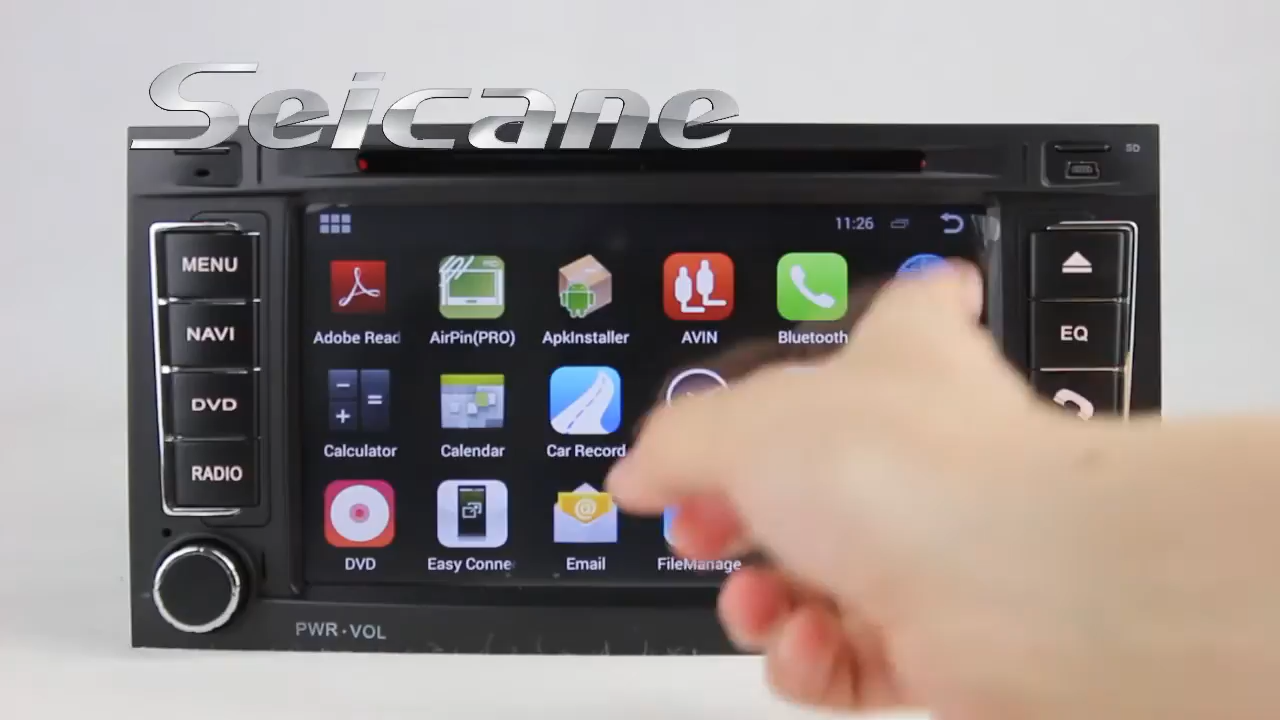 Seicane
SD
11:26
MENU
NAVI
DVD
RADIO
EQ
Adobe Read
AirPin(PRO)
ApkInstaller
AVIN
Bluetooth
Calculator
Calendar
Car Record
DVD
Easy Conne
Email
FileManage
PWR·VOL